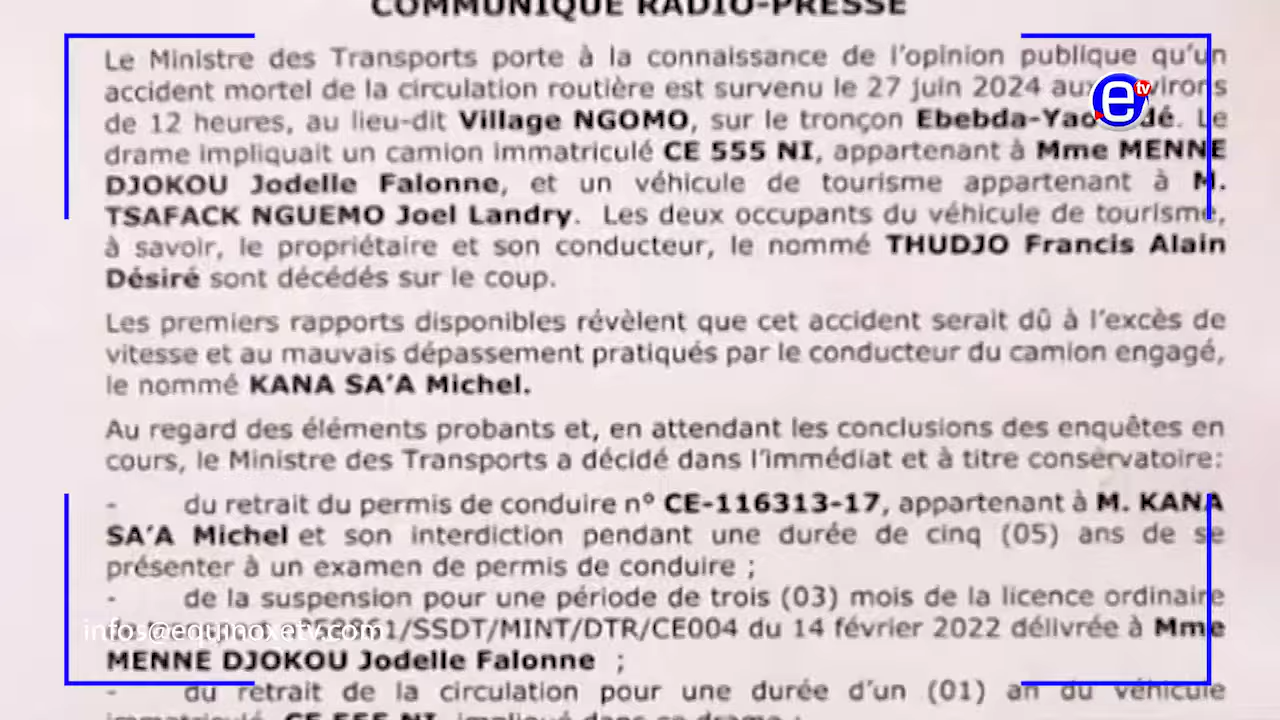 COMMUNIQUE RADIO-PRESSE
Le Ministre des Transports porte à la connaissance de l'opinion publique qu'un
accident mortel de la circulation routière est survenu le 27 juin 2024 aux environs
de 12 heures, au lieu-dit Village NGOMO, sur le tronçon Ebebda-Yaoundé. Le
drame impliquait un camion immatriculé CE 555 NI, appartenant à Mme MENNE
DJOKOU Jodelle Falonne, et un véhicule de tourisme appartenant à M.
TSAFACK NGUEMO Joel Landry. Les deux occupants du véhicule de tourisme,
à savoir, le propriétaire et son conducteur, le nommé THUDJO Francis Alain
Désiré sont décédés sur le coup.
Les premiers rapports disponibles révèlent que cet accident serait dû à l'excès de
vitesse et au mauvais dépassement pratiqués par le conducteur du camion engagé,
le nommé KANA SA'A Michel.
Au regard des éléments probants et, en attendant les conclusions des enquêtes en
cours, le Ministre des Transports a décidé dans l'immédiat et à titre conservatoire:
- du retrait du permis de conduire n° CE-116313-17, appartenant à M. KANA
SA'A Michel et son interdiction pendant une durée de cinq (05) ans de se
présenter à un examen de permis de conduire ;
- de la suspension pour une période de trois (03) mois de la licence ordinaire
1/SSDT/MINT/DTR/CE004 du 14 février 2022 délivrée à Mme
MENNE DJOKOU Jodelle Falonne ;
- du retrait de la circulation pour une durée d'un (01) an du véhicule
immatriculé CE 555 NI, impliqué dans ce drame ;
e tv
infos@equinoxetv.com